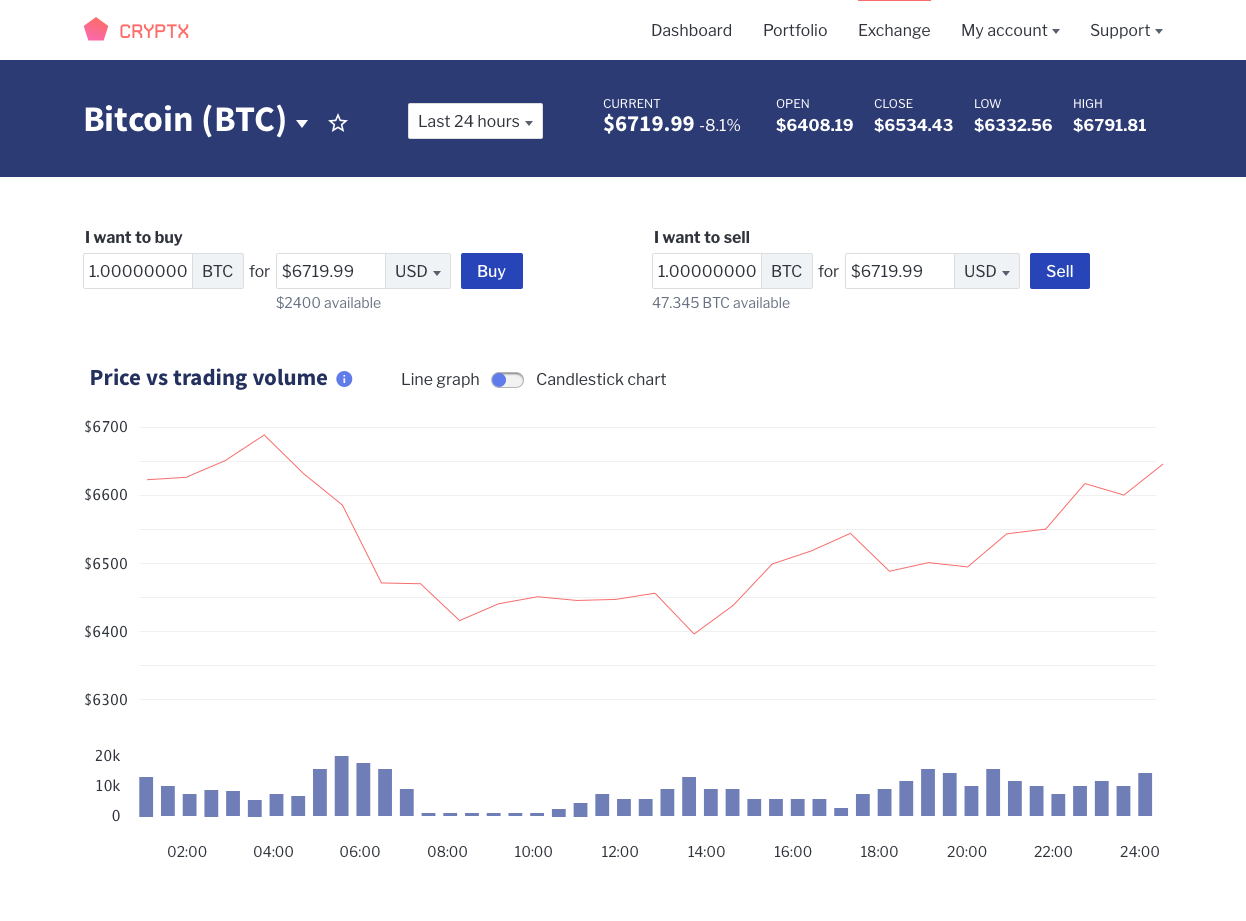 CRYPTX
Dashboard Portfolio Exchange My account Support
Bitcoin (BTC)
Last 24 hours
CURRENT
$6719.99 -8.1%
OPEN
$6408.19
CLOSE
$6534.43
LOW
$6332.56
HIGH
$6791.81
I want to buy
1.00000000 BTC for $6719.99 USD Buy
$2400 available
I want to sell
1.00000000 BTC for $6719.99 USD Sell
47.345 BTC available
Price vs trading volume i
Line graph Candlestick chart
$6700
$6600
$6500
$6400
$6300
20k
10k
0
02:00 04:00 06:00 08:00 10:00 12:00 14:00 16:00 18:00 20:00 22:00 24:00